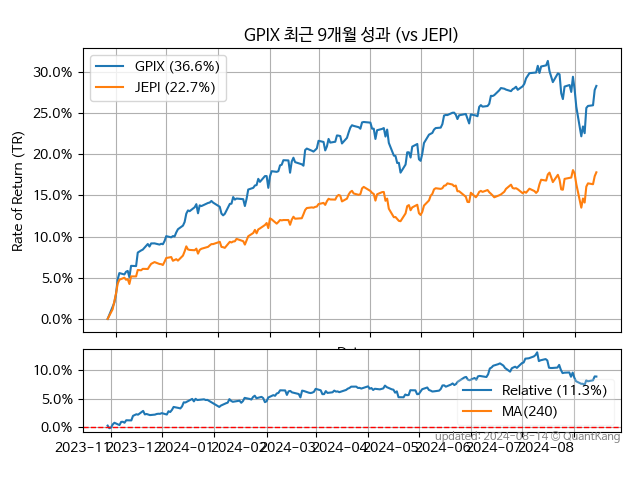 GPIX 최근 9개월 성과 (vs JEPI)
GPIX (36.6%)
JEPI (22.7%)
Rate of Return (TR)
30.0%
25.0%
20.0%
15.0%
10.0%
5.0%
0.0%
10.0%
5.0%
0.0%
Relative (11.3%)
MA(240)
2023-11 2023-12 2024-01 2024-02 2024-03 2024-04 2024-05 2024-06 2024-07 2024-08
updated: 2024-08-14 © QuantKang